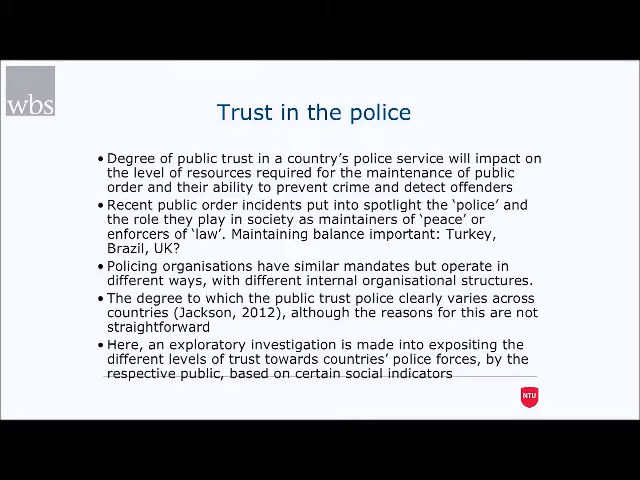 wbs
Trust in the police
• Degree of public trust in a country's police service will impact on
the level of resources required for the maintenance of public
order and their ability to prevent crime and detect offenders
• Recent public order incidents put into spotlight the 'police' and
the role they play in society as maintainers of 'peace' or
enforcers of 'law'. Maintaining balance important: Turkey,
Brazil, UK?
• Policing organisations have similar mandates but operate in
different ways, with different internal organisational structures.
• The degree to which the public trust police clearly varies across
countries (Jackson, 2012), although the reasons for this are not
straightforward
• Here, an exploratory investigation is made into expositing the
different levels of trust towards countries' police forces, by the
respective public, based on certain social indicators
NTU